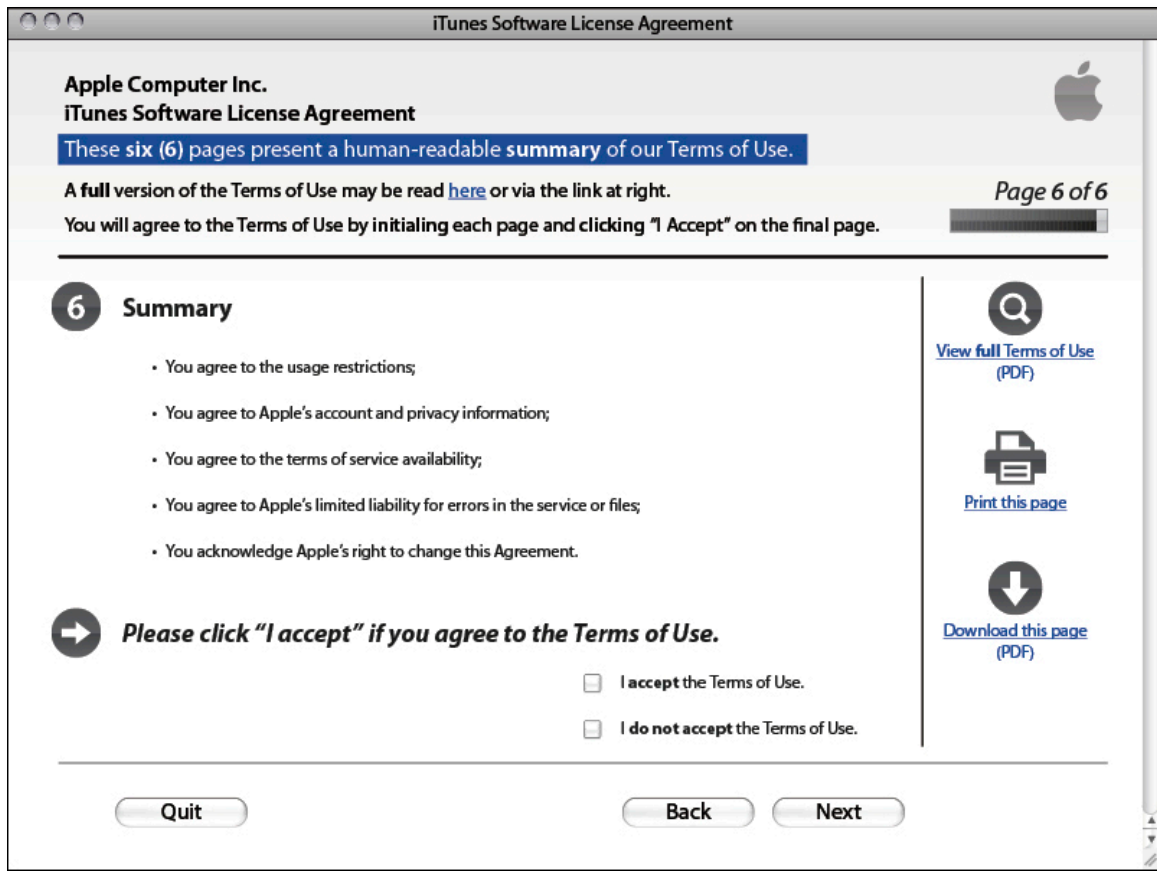 iTunes Software License Agreement
Apple Computer Inc.
iTunes Software License Agreement
These six (6) pages present a human-readable summary of our Terms of Use.
A full version of the Terms of Use may be read here or via the link at right.
Page 6 of 6
You will agree to the Terms of Use by initialing each page and clicking "I Accept" on the final page.
6 Summary
• You agree to the usage restrictions;
• You agree to Apple's account and privacy information;
• You agree to the terms of service availability;
• You agree to Apple's limited liability for errors in the service or files;
• You acknowledge Apple's right to change this Agreement.
Please click "I accept" if you agree to the Terms of Use.
I accept the Terms of Use.
I do not accept the Terms of Use.
View full Terms of Use
(PDF)
Print this page
Download this page
(PDF)
Quit
Back
Next